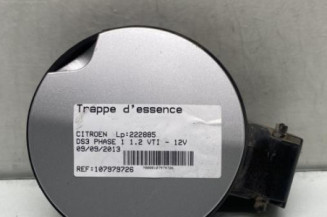 Trappe d'essence
CITROEN Lp:222885
DS3 PHASE 1 1.2 VTI - 12V
05/09/2013
REF:107979726